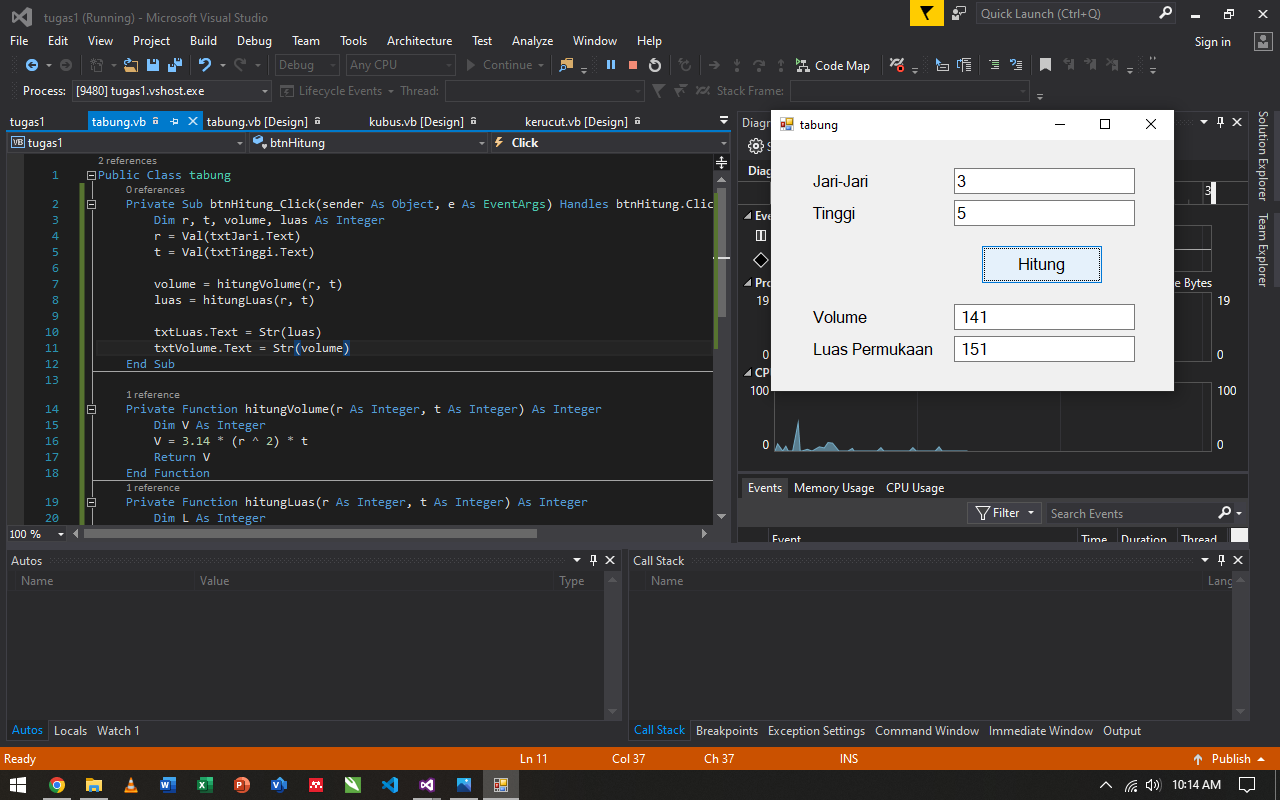 tugas1 (Running) - Microsoft Visual Studio
Quick Launch (Ctrl+Q)
File Edit View Project Build Debug Team Tools Architecture Test Analyze Window Help
Sign in
Debug Any CPU Continue Code Map
Process: [9480] tugas1.vshost.exe Lifecycle Events Thread: Stack Frame:
tugas1 tabung.vb tabung.vb [Design] kubus.vb [Design] kerucut.vb [Design]
tugas1 btnHitung Click
2 references
1 Public Class tabung
0 references
2 Private Sub btnHitung_Click(sender As Object, e As EventArgs) Handles btnHitung.Clic
3 Dim r, t, volume, luas As Integer
4 r = Val(txtJari.Text)
5 t = Val(txtTinggi.Text)
6
7 volume = hitungVolume(r, t)
8 luas = hitungLuas(r, t)
9
10 txtLuas.Text = Str(luas)
11 txtVolume.Text = Str(volume)
12 End Sub
13
1 reference
14 Private Function hitungVolume(r As Integer, t As Integer) As Integer
15 Dim V As Integer
16 V = 3.14 * (r ^ 2) * t
17 Return V
18 End Function
1 reference
19 Private Function hitungLuas(r As Integer, t As Integer) As Integer
20 Dim L As Integer
100 %
tabung
Jari-Jari 3
Tinggi 5
Hitung
Volume 141
Luas Permukaan 151
Diagn
Diag
3
Eve
Pro
e Bytes
19 19
0 0
CP
100 100
0 0
Events Memory Usage CPU Usage
Filter Search Events
Event Time Duration Thread
Solution Explorer
Team Explorer
Autos
Name Value Type
Autos Locals Watch 1
Call Stack
Name Lang
Call Stack Breakpoints Exception Settings Command Window Immediate Window Output
Ready Ln 11 Col 37 Ch 37 INS Publish
10:14 AM